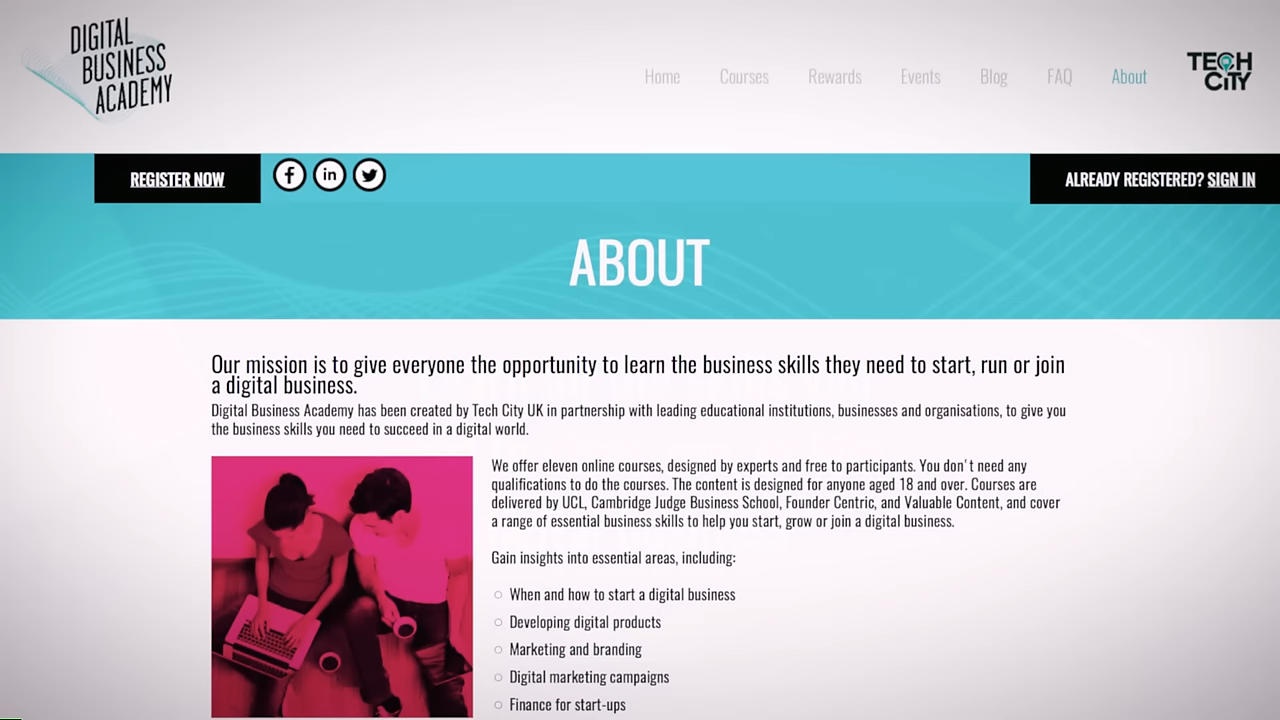 DIGITAL
BUSINESS
ACADEMY
Home Courses Rewards Events Blog FAQ About
TECH
CITY
REGISTER NOW
f in
ALREADY REGISTERED? SIGN IN
ABOUT
Our mission is to give everyone the opportunity to learn the business skills they need to start, run or join
a digital business.
Digital Business Academy has been created by Tech City UK in partnership with leading educational institutions, businesses and organisations, to give you
the business skills you need to succeed in a digital world.
We offer eleven online courses, designed by experts and free to participants. You don't need any
qualifications to do the courses. The content is designed for anyone aged 18 and over. Courses are
delivered by UCL, Cambridge Judge Business School, Founder Centric, and Valuable Content, and cover
a range of essential business skills to help you start, grow or join a digital business.
Gain insights into essential areas, including:
When and how to start a digital business
Developing digital products
Marketing and branding
Digital marketing campaigns
Finance for start-ups